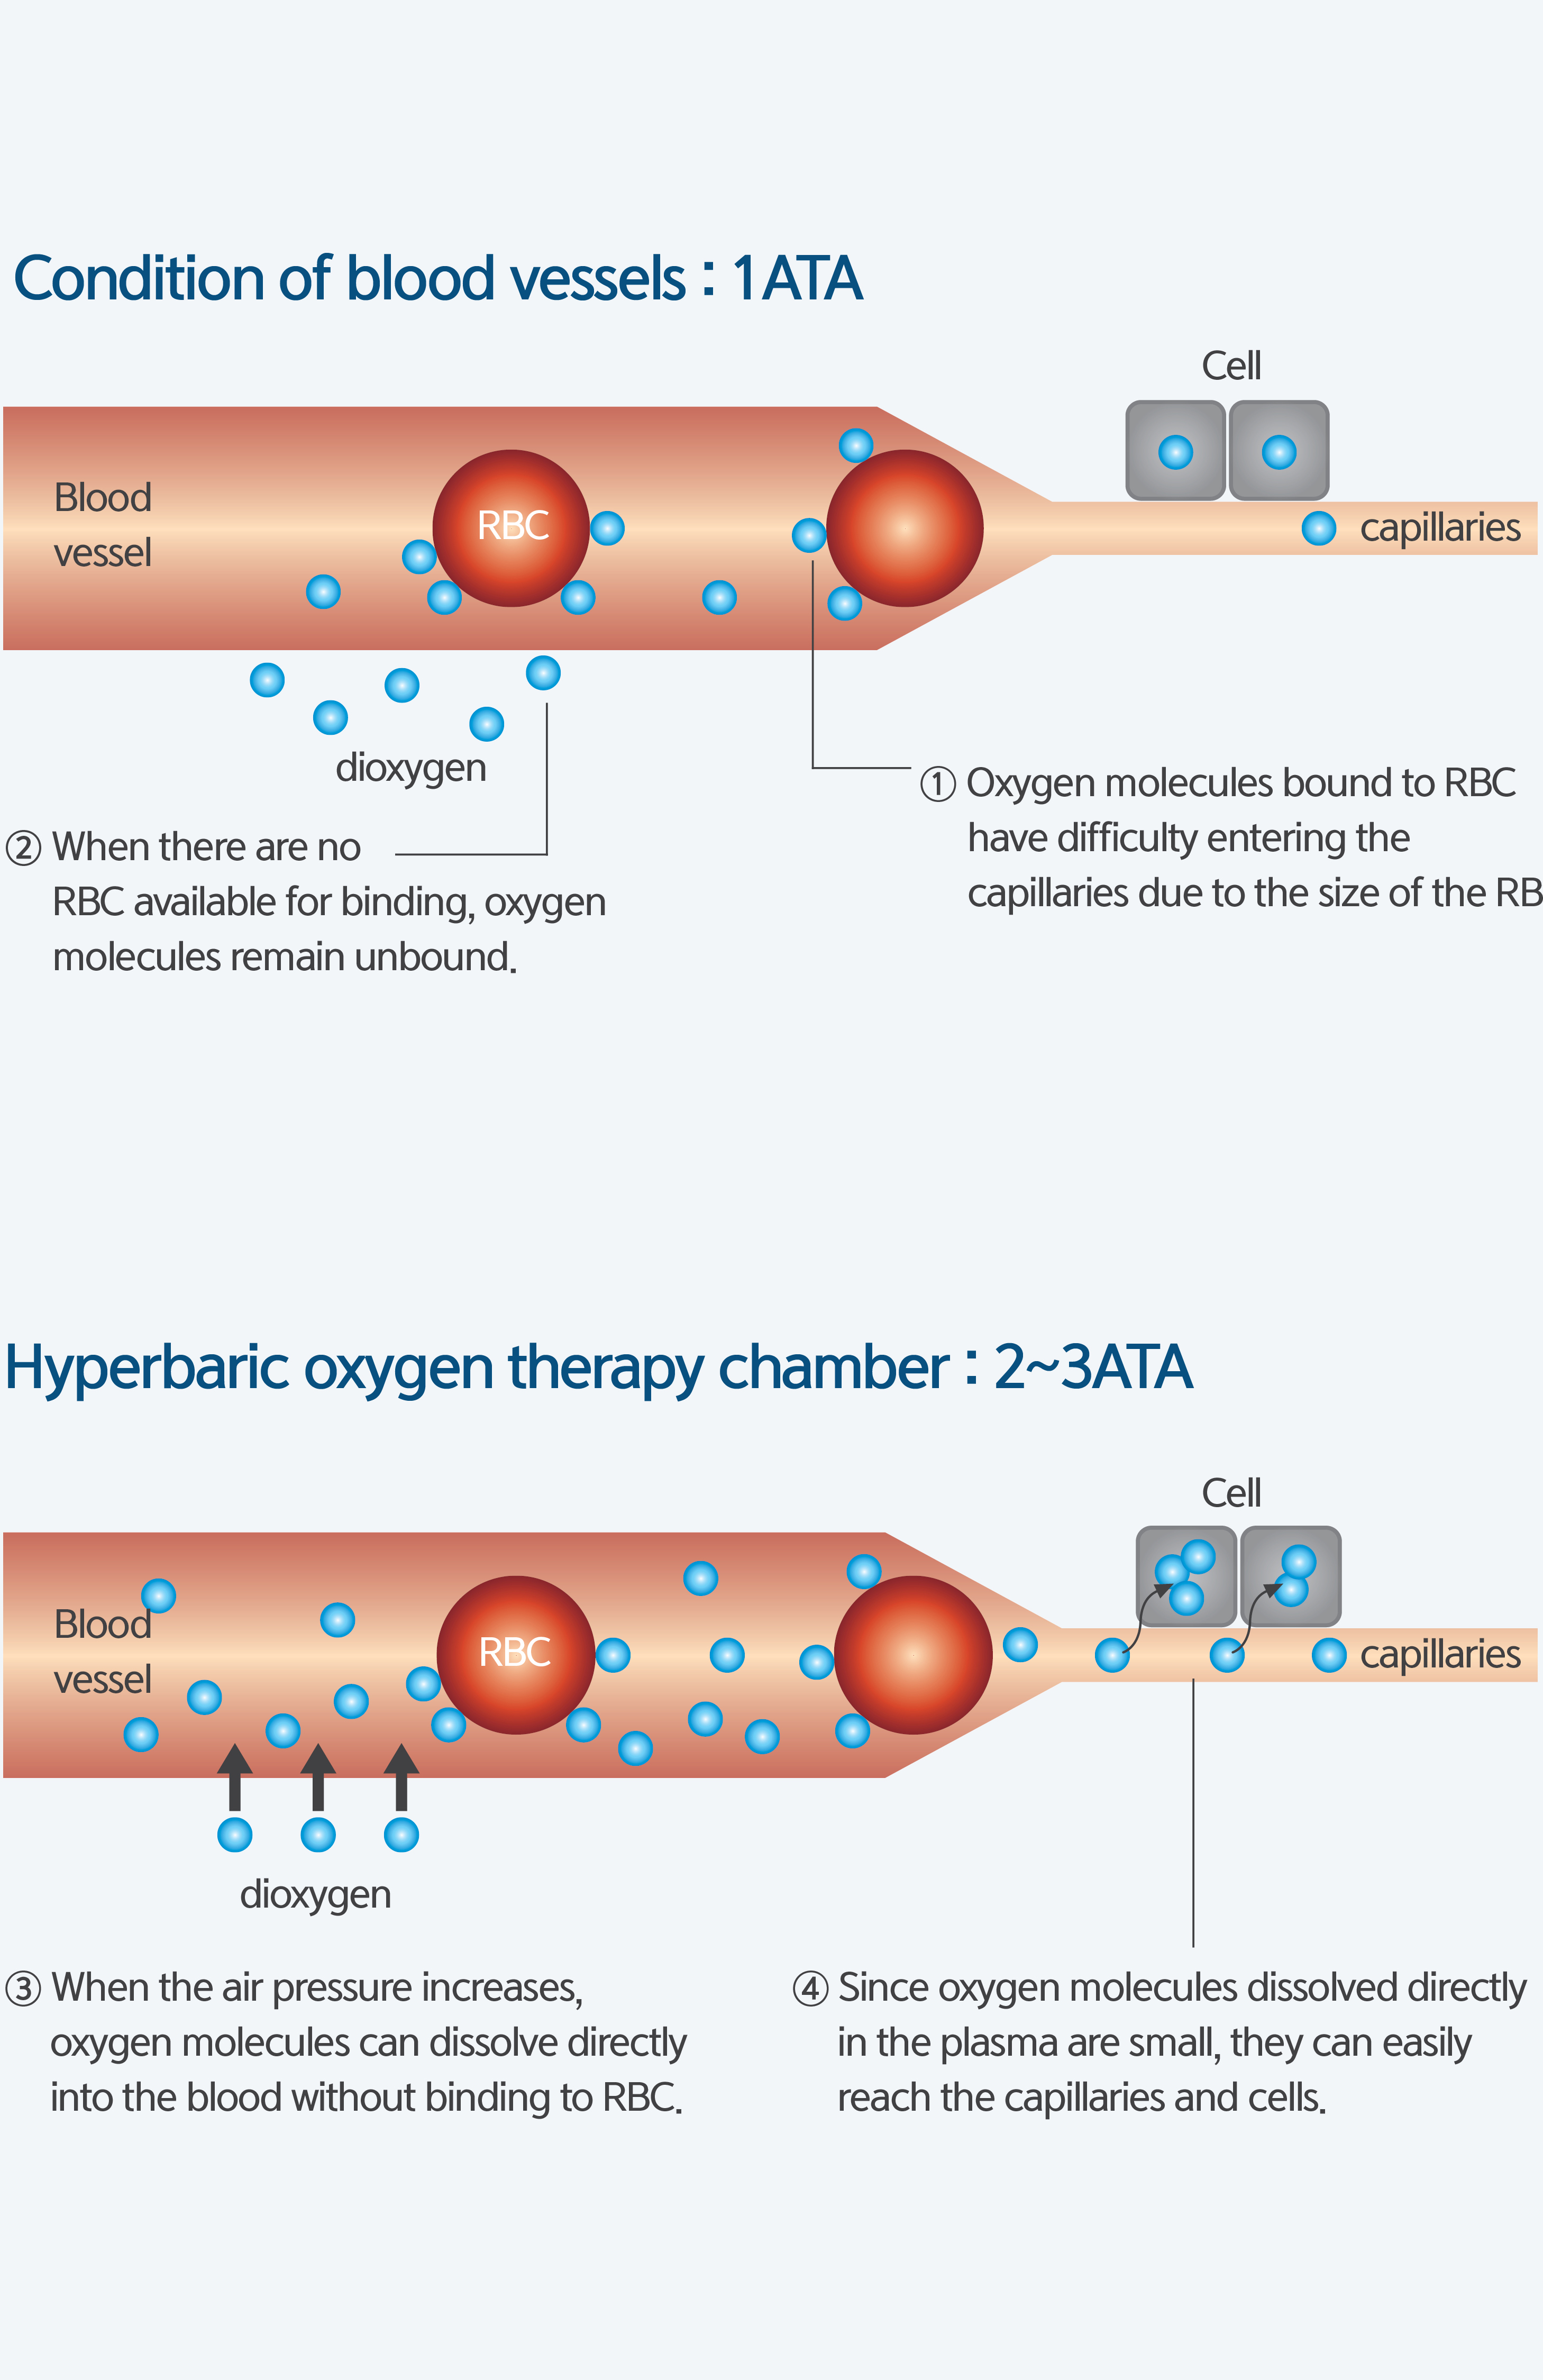 Condition of blood vessels : 1ATA
Cell
Blood
vessel
RBC
capillaries
dioxygen
① Oxygen molecules bound to RBC
have difficulty entering the
capillaries due to the size of the RB
② When there are no
RBC available for binding, oxygen
molecules remain unbound.
Hyperbaric oxygen therapy chamber : 2~3ATA
Cell
Blood
vessel
RBC
capillaries
dioxygen
③ When the air pressure increases,
oxygen molecules can dissolve directly
into the blood without binding to RBC.
④ Since oxygen molecules dissolved directly
in the plasma are small, they can easily
reach the capillaries and cells.